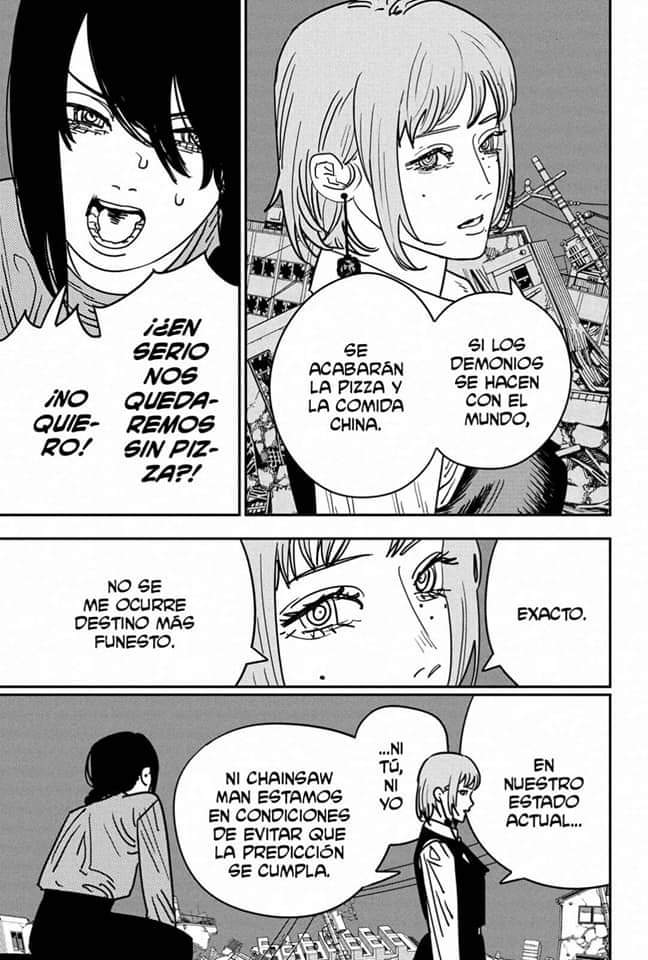 SI LOS
DEMONIOS
SE HACEN
CON EL
MUNDO,
SE
ACABARÁN
LA PIZZA Y
LA COMIDA
CHINA.
¡¿EN
SERIO
NOS
QUEDA-
REMOS
SIN PIZ-
ZA?!
¡NO
QUIE-
RO!
EXACTO.
NO SE
ME OCURRE
DESTINO MÁS
FUNESTO.
EN
NUESTRO
ESTADO
ACTUAL...
...NI
TÚ,
NI YO
NI CHAINSAW
MAN ESTAMOS
EN CONDICIONES
DE EVITAR QUE
LA PREDICCIÓN
SE CUMPLA.